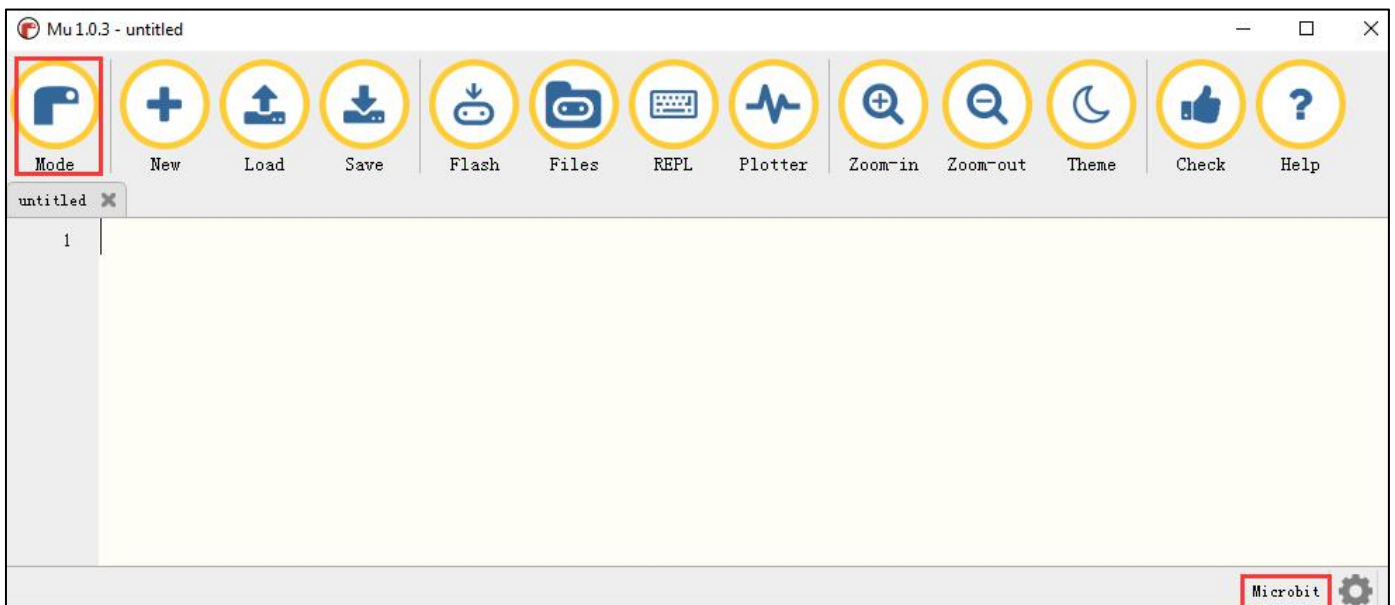 Mu 1.0.3 - untitled
Mode New Load Save Flash Files REPL Plotter Zoom-in Zoom-out Theme Check Help
untitled
1
Microbit